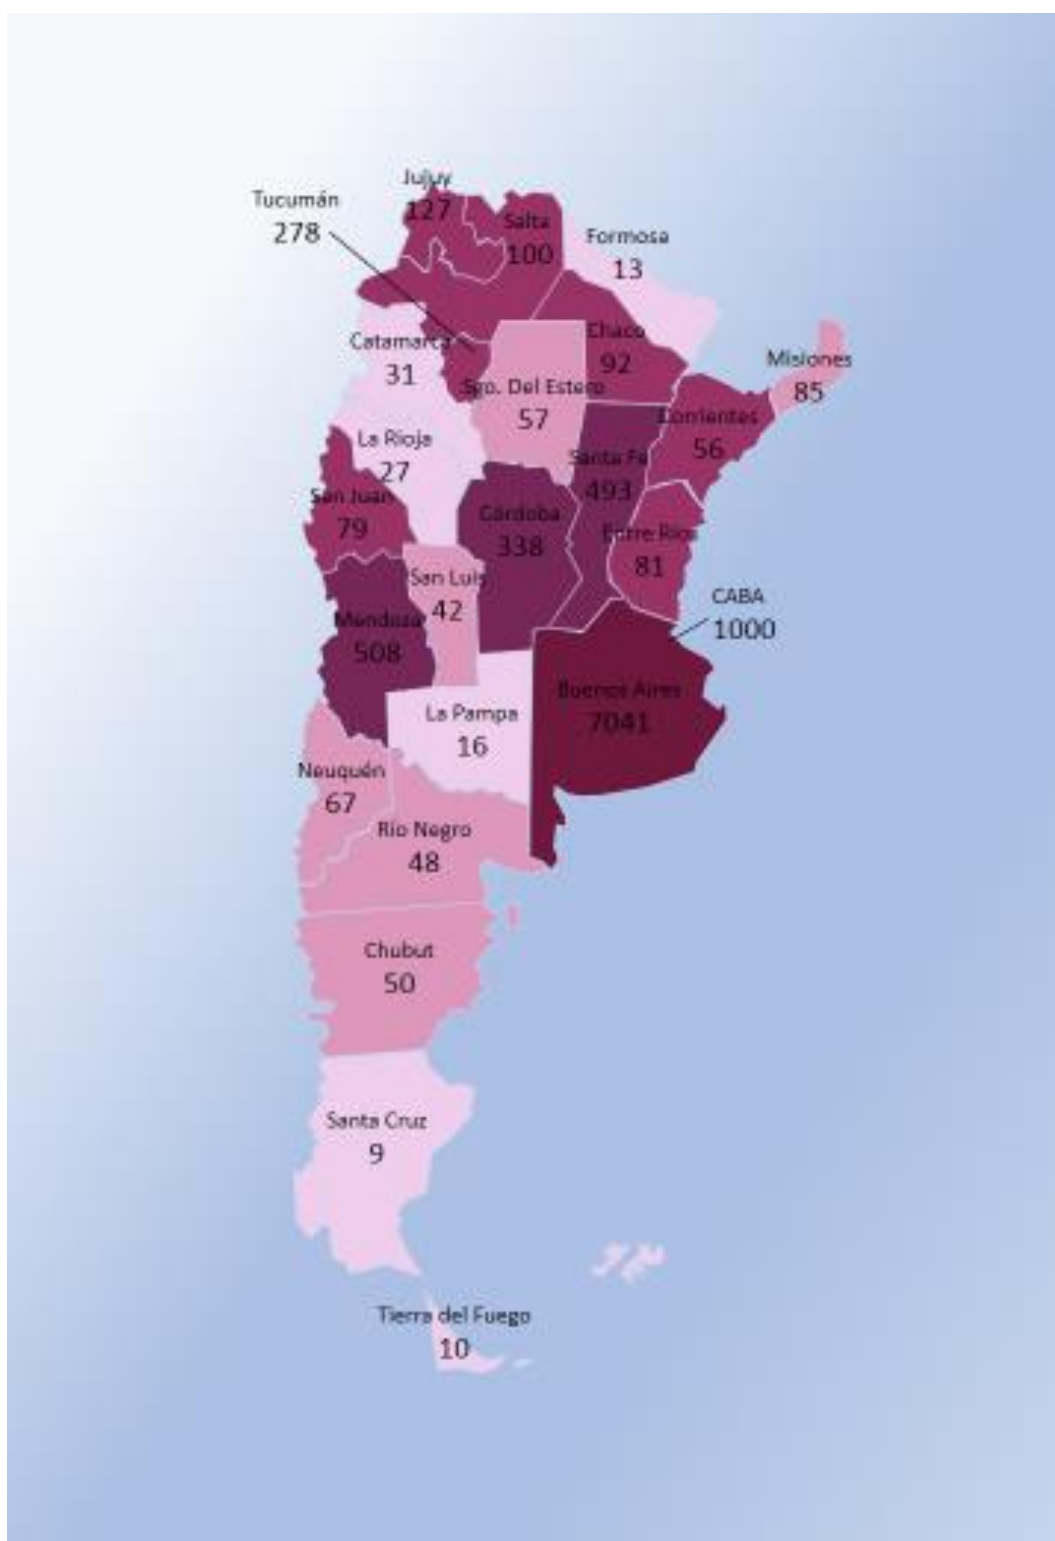 Jujuy
127
Tucumán
278
Salta
100
Formosa
13
Chaco
92
Catamarca
31
Misiones
85
Sgo. Del Estero
57
Corrientes
56
La Rioja
27
Santa Fe
493
San Juan
79
Córdoba
338
Entre Ríos
81
San Luis
42
CABA
1000
Mendoza
508
Buenos Aires
7041
La Pampa
16
Neuquén
67
Río Negro
48
Chubut
50
Santa Cruz
9
Tierra del Fuego
10